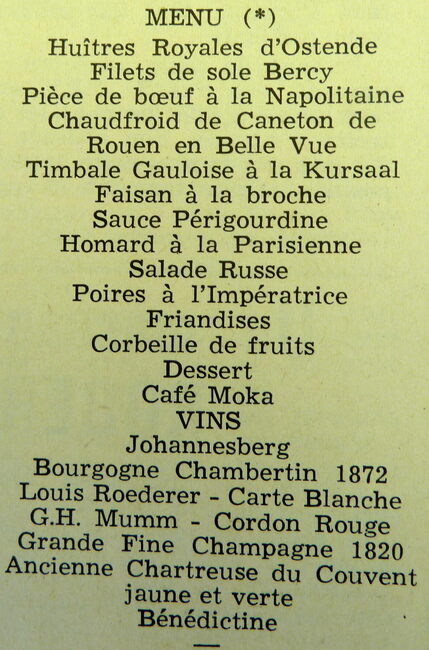 MENU (*)
Huîtres Royales d'Ostende
Filets de sole Bercy
Pièce de bœuf à la Napolitaine
Chaudfroid de Caneton de
Rouen en Belle Vue
Timbale Gauloise à la Kursaal
Faisan à la broche
Sauce Périgourdine
Homard à la Parisienne
Salade Russe
Poires à l'Impératrice
Friandises
Corbeille de fruits
Dessert
Café Moka
VINS
Johannesberg
Bourgogne Chambertin 1872
Louis Roederer - Carte Blanche
G.H. Mumm - Cordon Rouge
Grande Fine Champagne 1820
Ancienne Chartreuse du Couvent
jaune et verte
Bénédictine